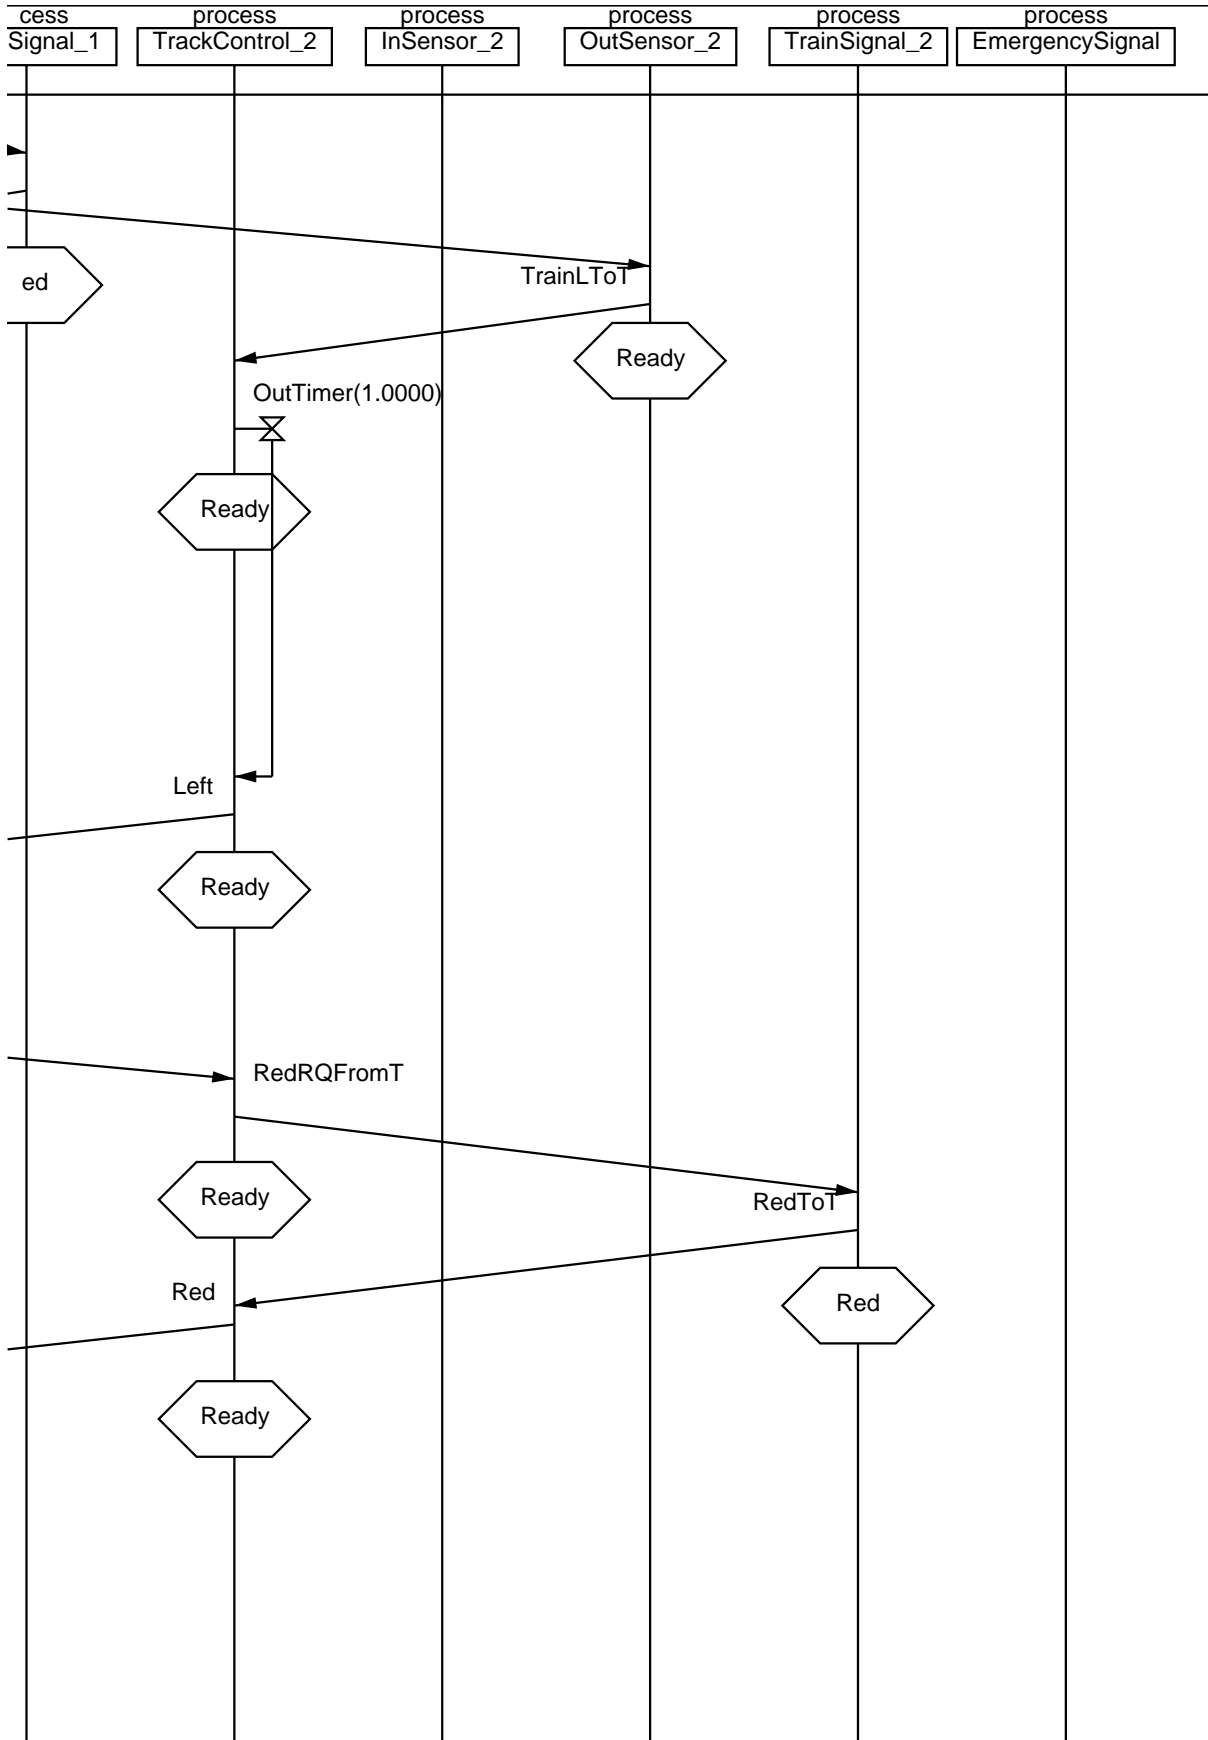 cess process process process process process
Signal_1 TrackControl_2 InSensor_2 OutSensor_2 TrainSignal_2 EmergencySignal
TrainLToT
ed
Ready
OutTimer(1.0000)
Ready
Left
Ready
RedRQFromT
Ready
RedToT
Red
Red
Ready